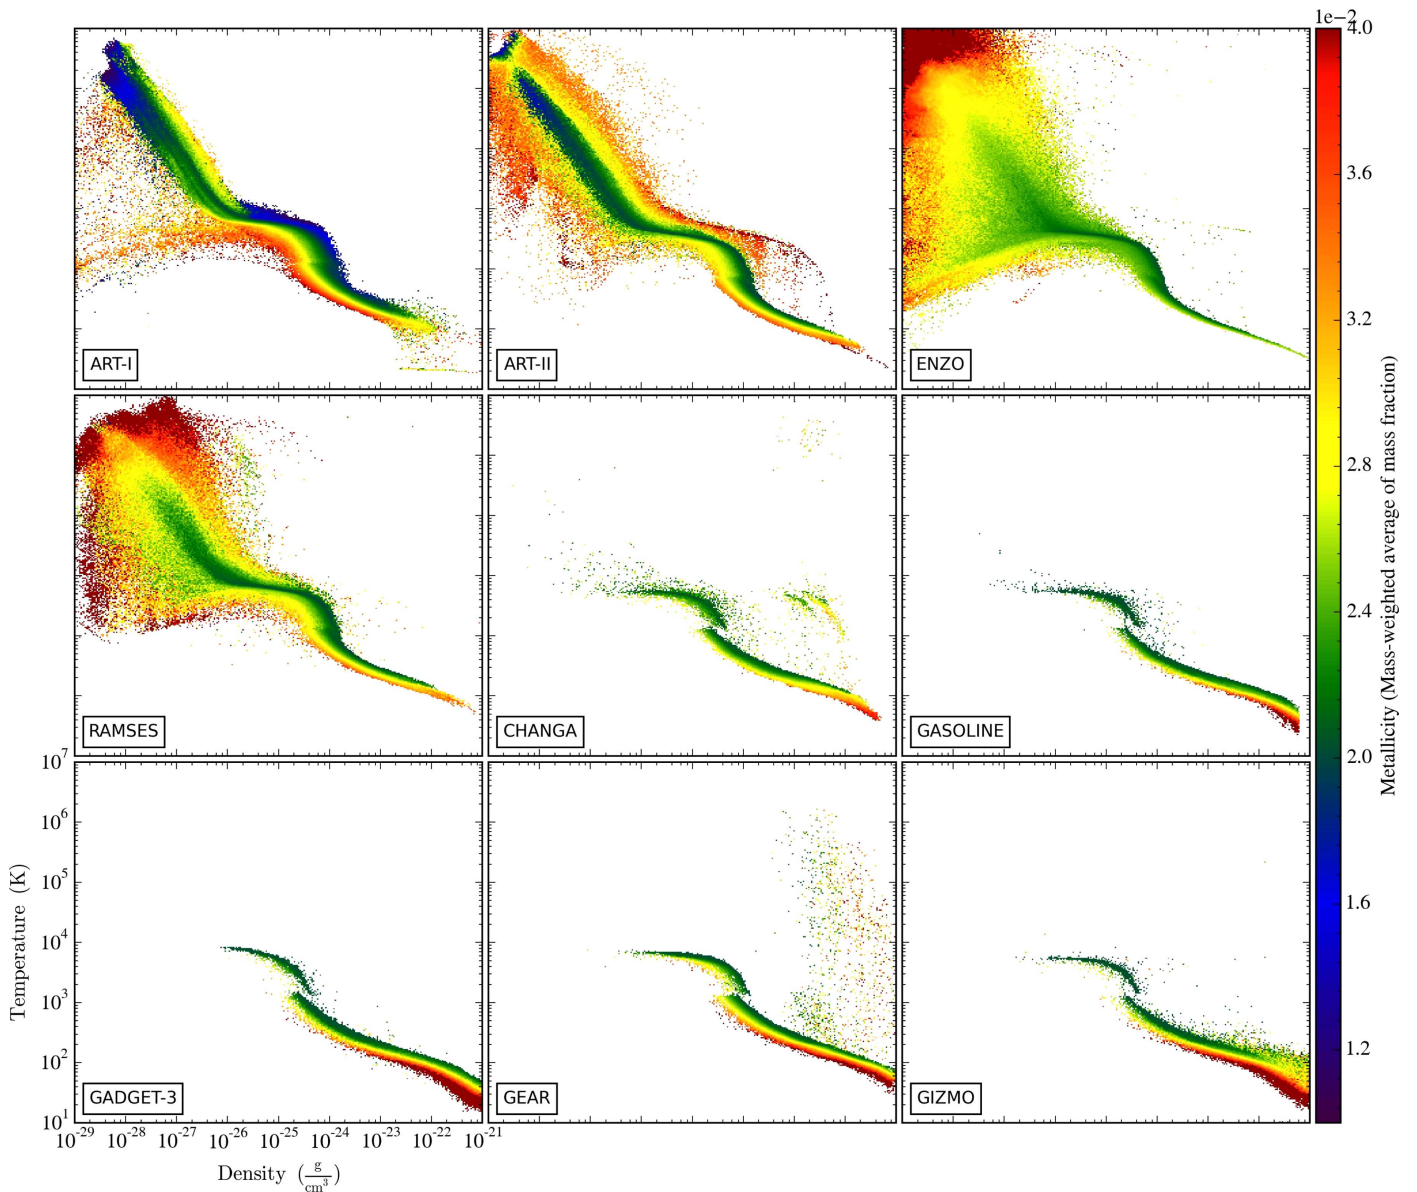 1e−2
4.0
ART-I
ART-II
ENZO
3.6
3.2
2.8
2.4
2.0
1.6
1.2
Metallicity (Mass-weighted average of mass fraction)
RAMSES
CHANGA
GASOLINE
10^7
10^6
10^5
10^4
10^3
10^2
10^1
Temperature (K)
GADGET-3
GEAR
GIZMO
10^-29 10^-28 10^-27 10^-26 10^-25 10^-24 10^-23 10^-22 10^-21
Density (g/cm^3)